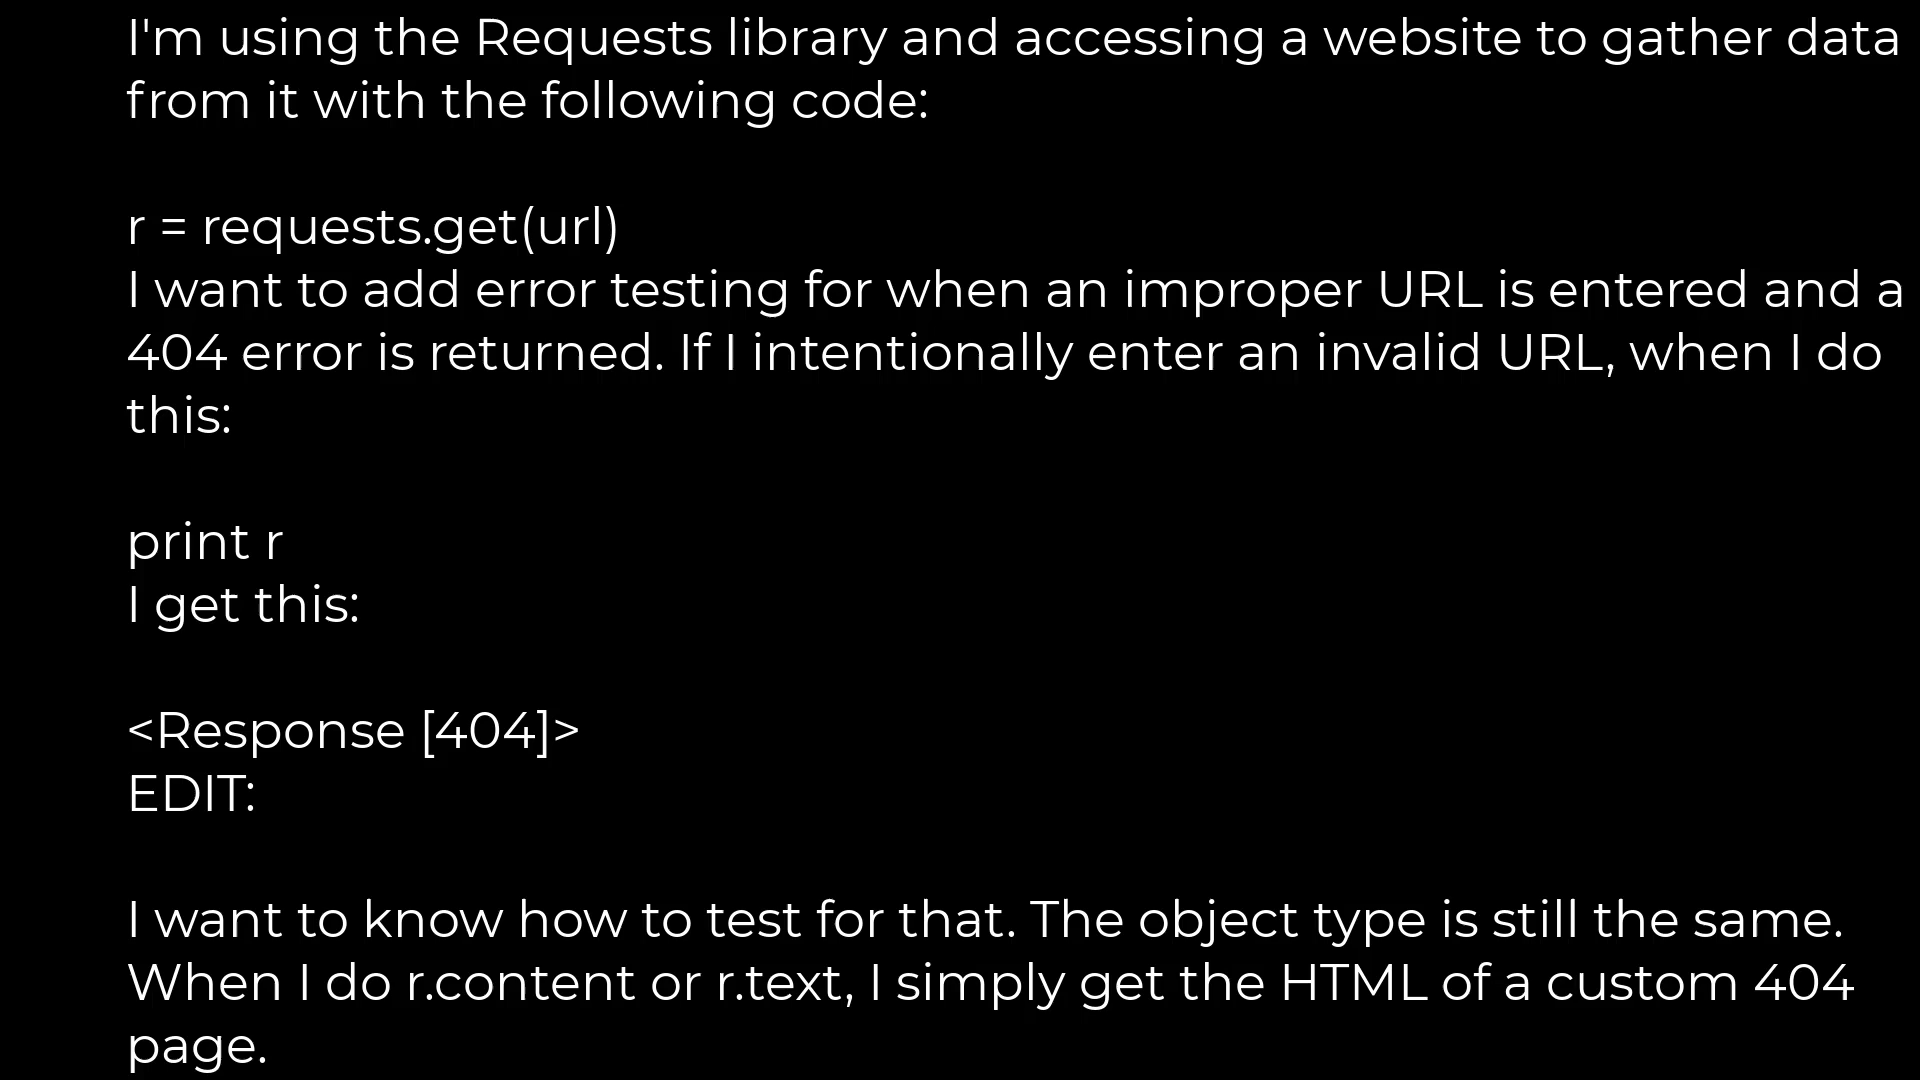 I'm using the Requests library and accessing a website to gather data
from it with the following code:
r = requests.get(url)
I want to add error testing for when an improper URL is entered and a
404 error is returned. If I intentionally enter an invalid URL, when I do
this:
print r
I get this:
<Response [404]>
EDIT:
I want to know how to test for that. The object type is still the same.
When I do r.content or r.text, I simply get the HTML of a custom 404
page.